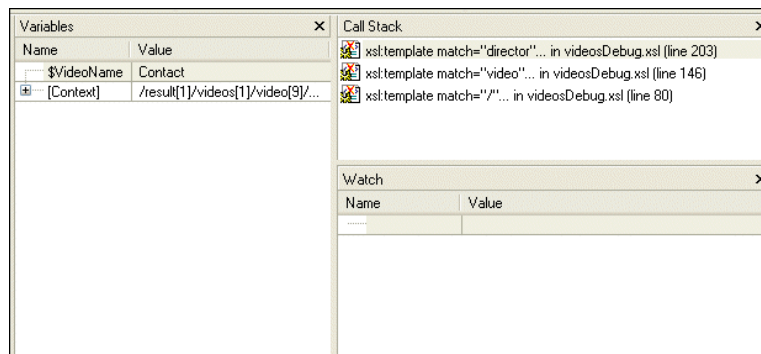 Variables
Name Value
$VideoName Contact
[Context] /result[1]/videos[1]/video[9]/...
Call Stack
xsl:template match="director"... in videosDebug.xsl (line 203)
xsl:template match="video"... in videosDebug.xsl (line 146)
xsl:template match="/"... in videosDebug.xsl (line 80)
Watch
Name Value